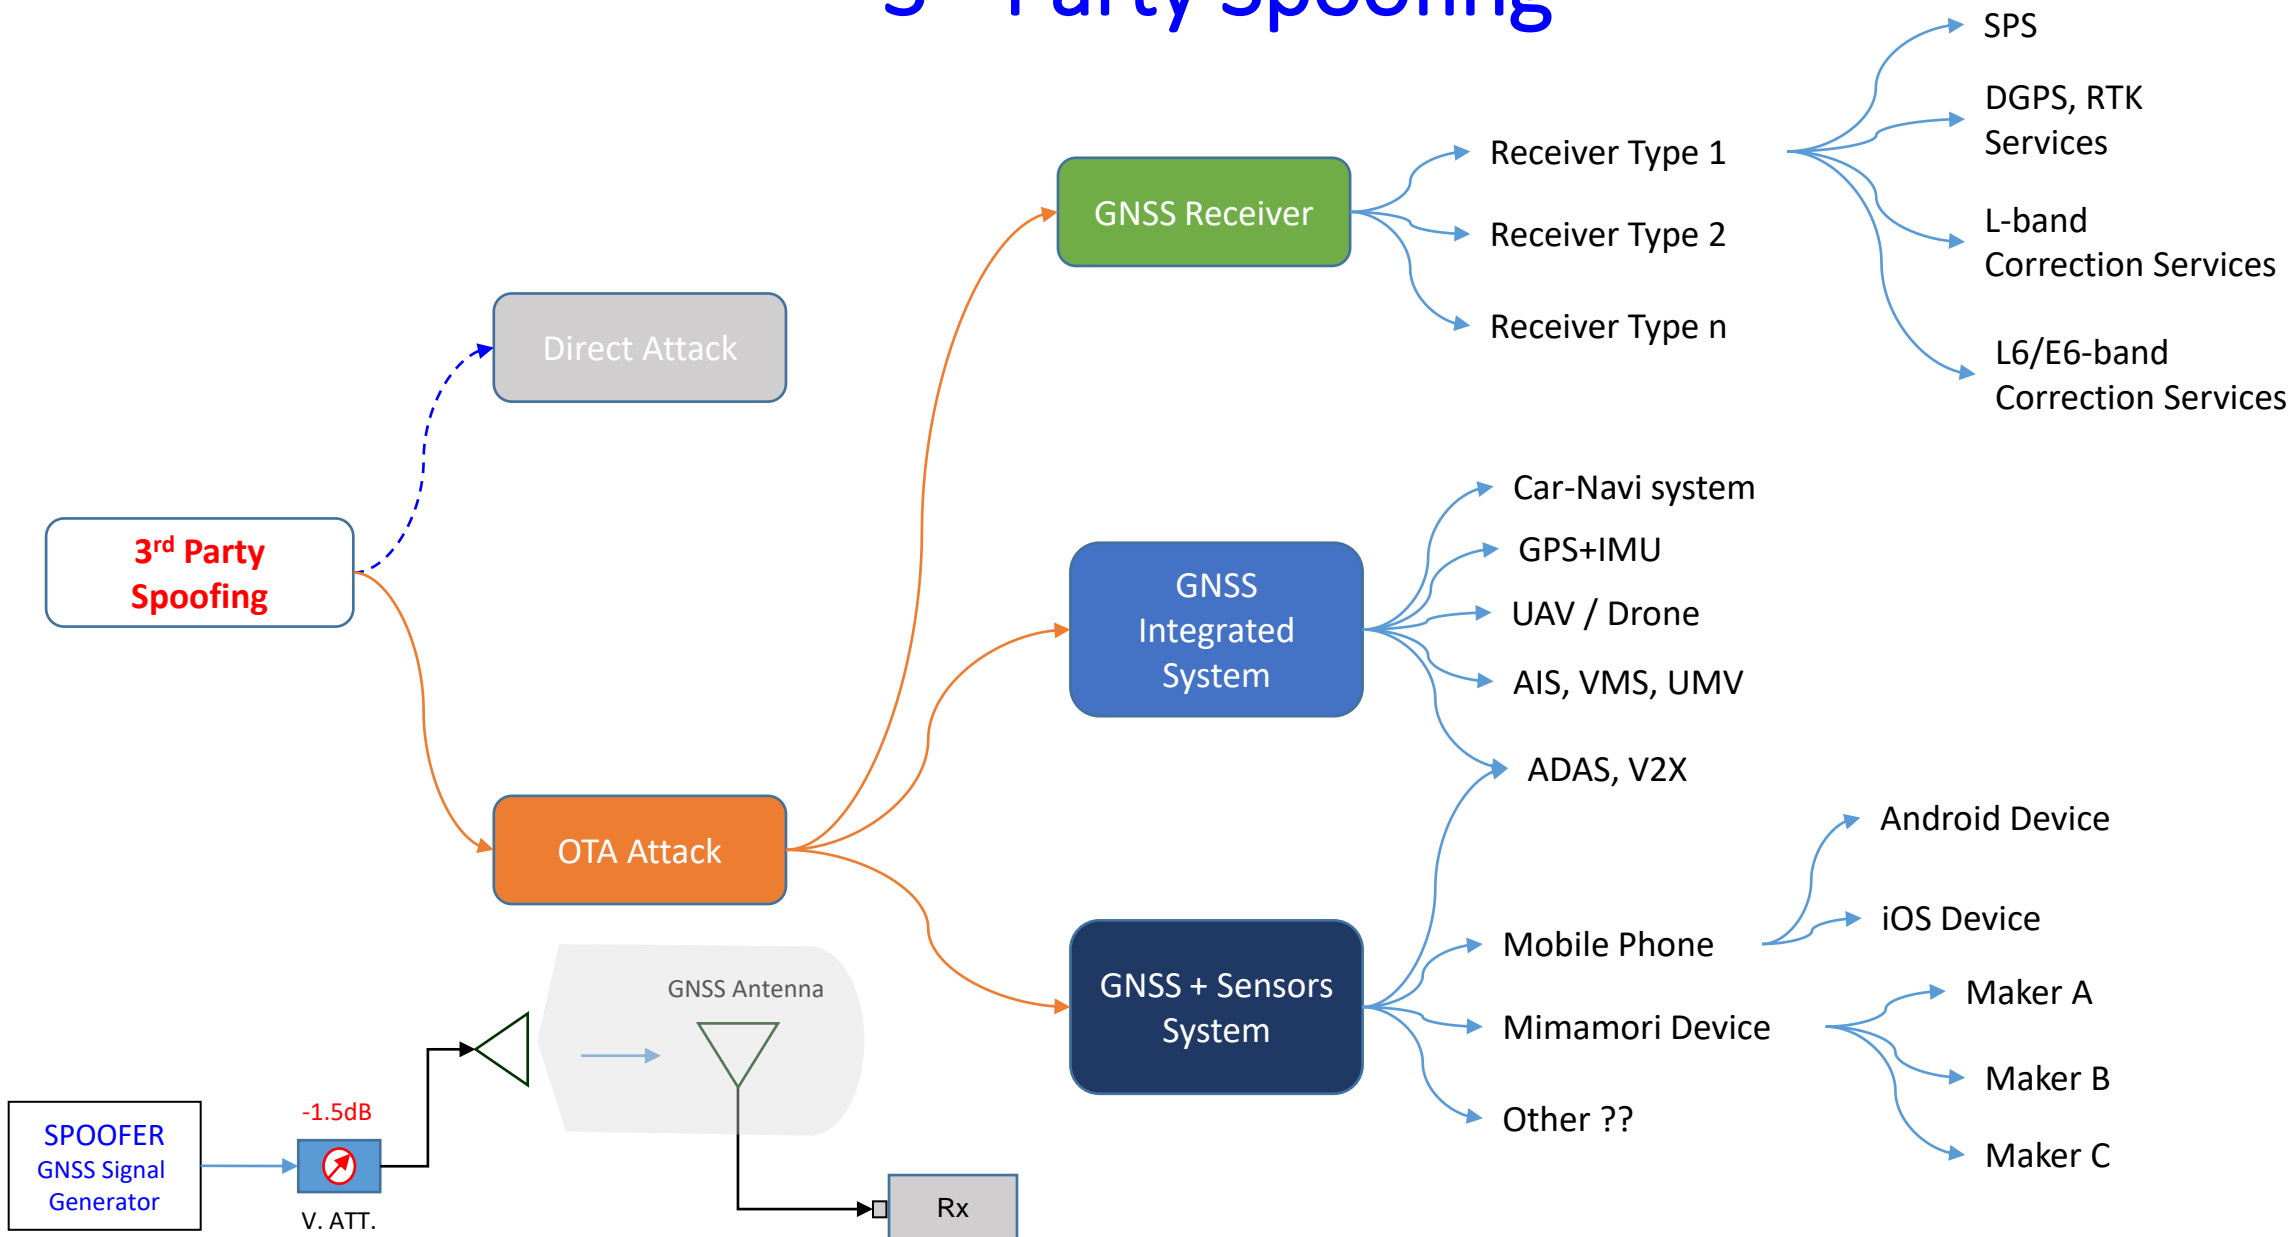 3rd Party Spoofing
SPS
DGPS, RTK
Services
L-band
Correction Services
L6/E6-band
Correction Services
Receiver Type 1
Receiver Type 2
Receiver Type n
GNSS Receiver
Direct Attack
3rd Party
Spoofing
OTA Attack
GNSS
Integrated
System
Car-Navi system
GPS+IMU
UAV / Drone
AIS, VMS, UMV
ADAS, V2X
GNSS + Sensors
System
Mobile Phone
Mimamori Device
Other ??
Android Device
iOS Device
Maker A
Maker B
Maker C
GNSS Antenna
-1.5dB
SPOOFER
GNSS Signal
Generator
V. ATT.
Rx